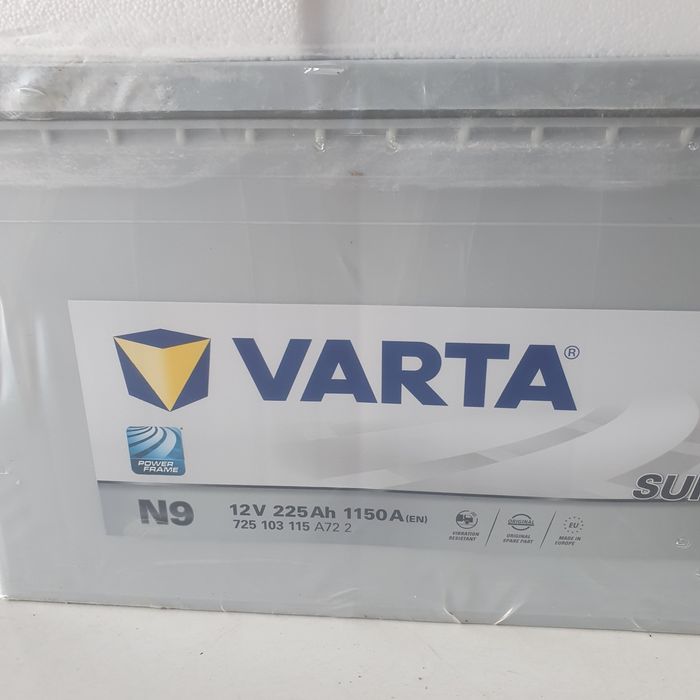 VARTA®
POWER
FRAME
SUP
N9
12V 225Ah 1150A(EN)
725 103 115 A72 2
VIBRATION
RESISTANT
ORIGINAL
ORIGINAL
SPARE PART
EU
MADE IN
EUROPE